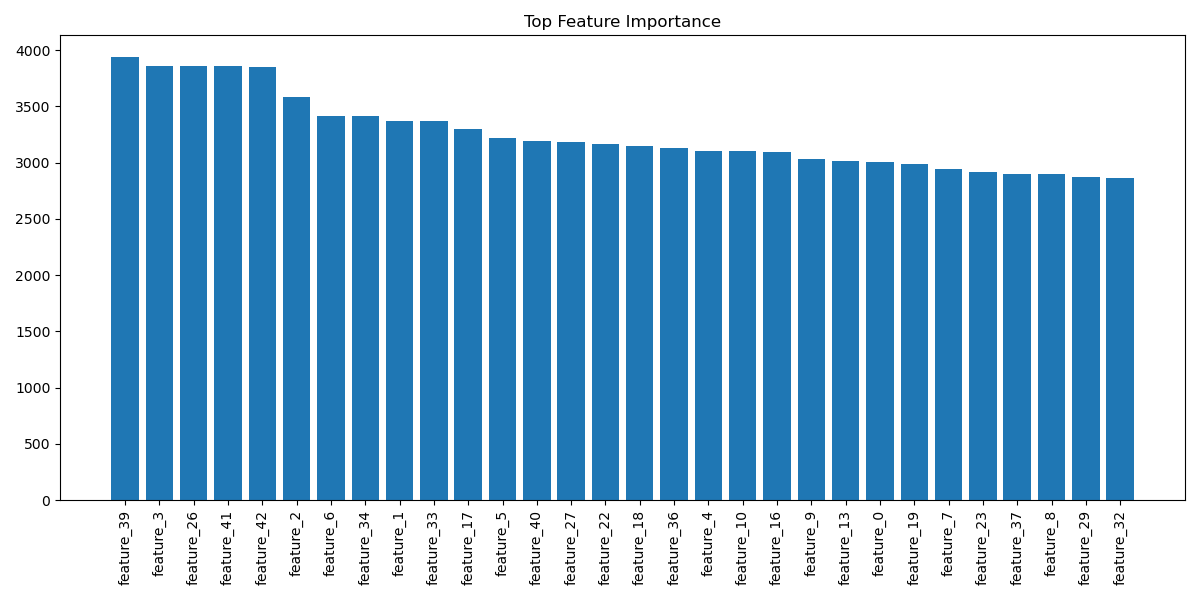 Top Feature Importance
4000
3500
3000
2500
2000
1500
1000
500
0
feature_39
feature_3
feature_26
feature_41
feature_42
feature_2
feature_6
feature_34
feature_1
feature_33
feature_17
feature_5
feature_40
feature_27
feature_22
feature_18
feature_36
feature_4
feature_10
feature_16
feature_9
feature_13
feature_0
feature_19
feature_7
feature_23
feature_37
feature_8
feature_29
feature_32